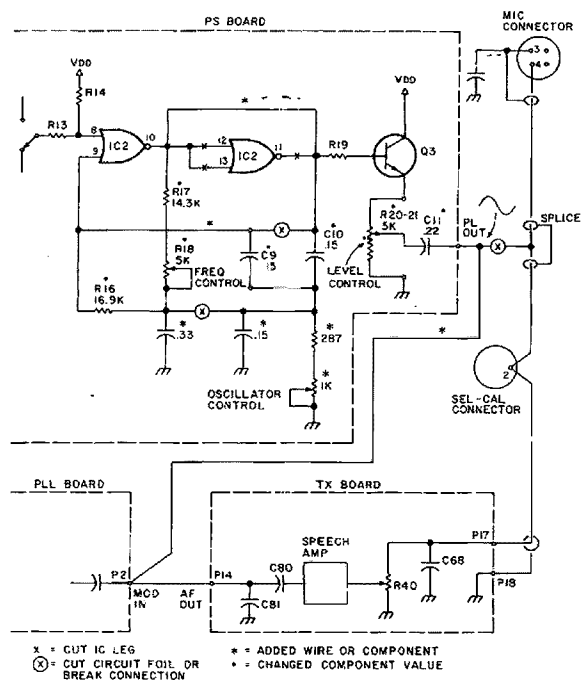 PS BOARD
MIC
CONNECTOR
3
4
VDD
R14
R13
8
9
IC2
10
*
12
13
IC2
11
R19
VDD
Q3
R17
14.3K
*
R18
5K
FREQ
CONTROL
C9
.15
C10
.15
R20-21
5K
LEVEL
CONTROL
C11
.22
PL
OUT
X
SPLICE
R16
16.9K
X
X
*
.33
*
.15
*
287
*
1K
OSCILLATOR
CONTROL
*
2
SEL-CAL
CONNECTOR
PLL BOARD
TX BOARD
P2
MOD
IN
AF
OUT
P14
C81
C80
SPEECH
AMP
R40
C68
P17
P18
x = CUT IC LEG
X = CUT CIRCUIT FOIL OR
BREAK CONNECTION
* = ADDED WIRE OR COMPONENT
• = CHANGED COMPONENT VALUE